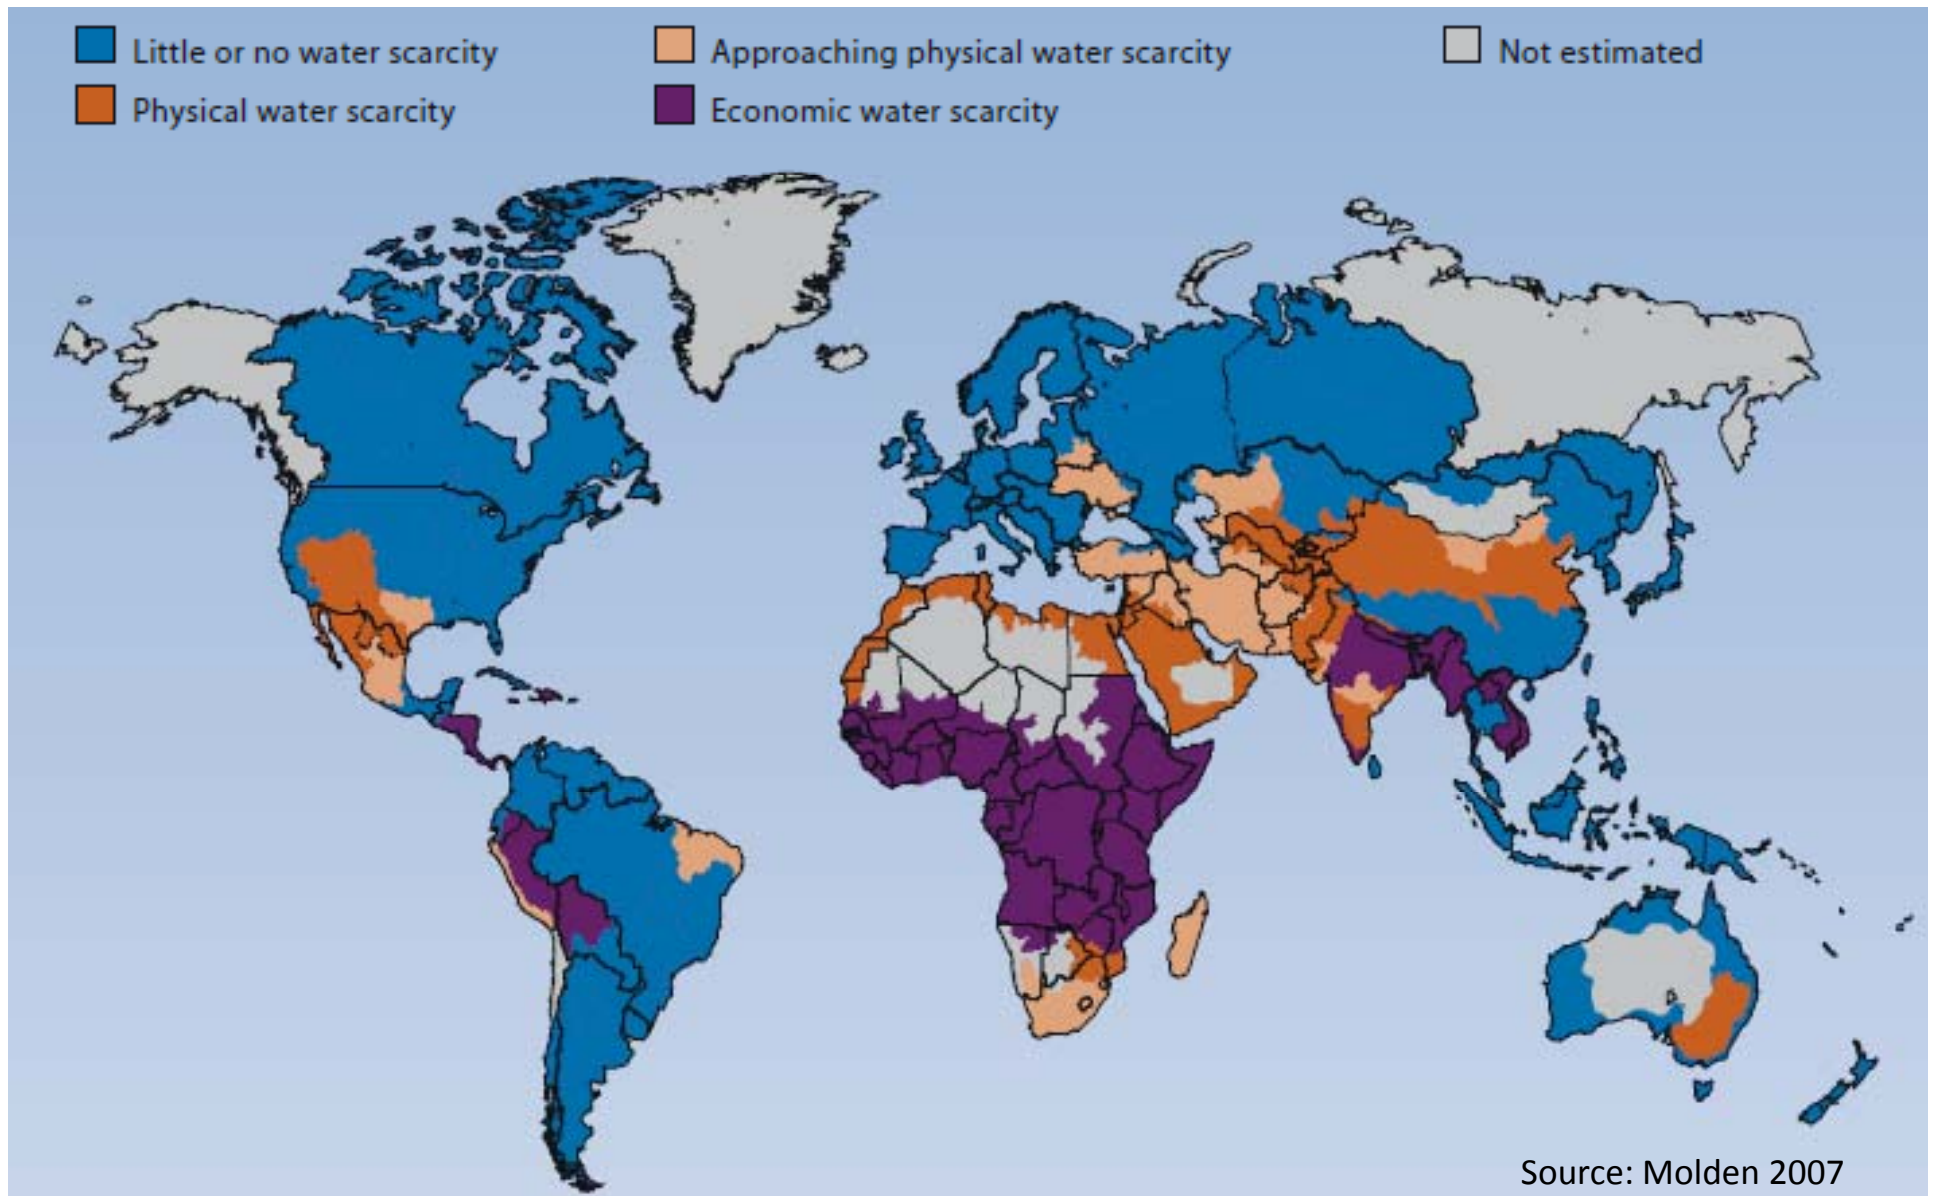 Little or no water scarcity
Approaching physical water scarcity
Not estimated
Physical water scarcity
Economic water scarcity
Source: Molden 2007